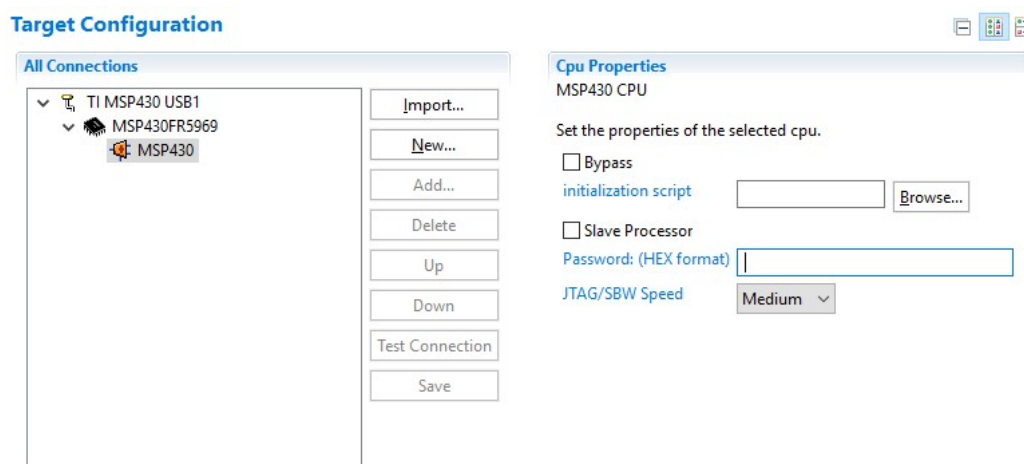 Target Configuration
All Connections
TI MSP430 USB1
MSP430FR5969
MSP430
Import...
New...
Add...
Delete
Up
Down
Test Connection
Save
Cpu Properties
MSP430 CPU
Set the properties of the selected cpu.
Bypass
initialization script
Browse...
Slave Processor
Password: (HEX format)
JTAG/SBW Speed
Medium